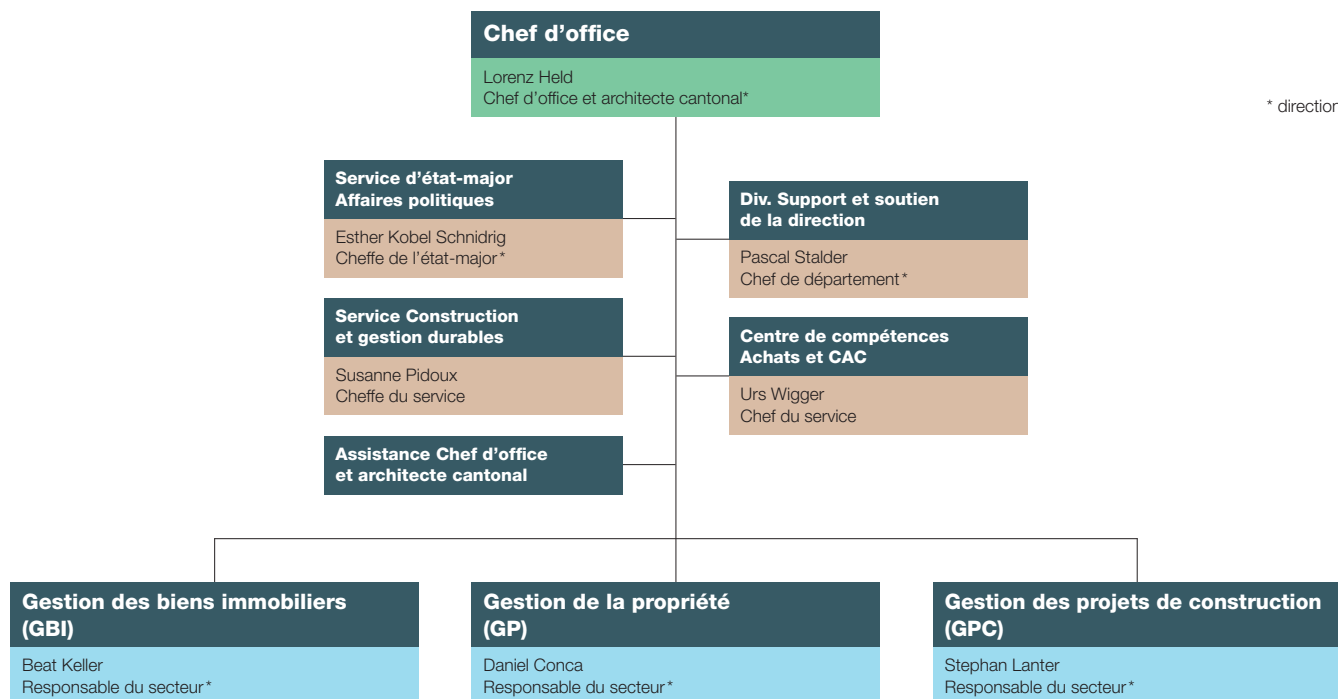 Chef d'office
Lorenz Held
Chef d'office et architecte cantonal*
* direction
Service d'état-major
Affaires politiques
Esther Kobel Schnidrig
Cheffe de l'état-major*
Div. Support et soutien
de la direction
Pascal Stalder
Chef de département*
Service Construction
et gestion durables
Susanne Pidoux
Cheffe du service
Centre de compétences
Achats et CAC
Urs Wigger
Chef du service
Assistance Chef d'office
et architecte cantonal
Gestion des biens immobiliers
(GBI)
Beat Keller
Responsable du secteur*
Gestion de la propriété
(GP)
Daniel Conca
Responsable du secteur*
Gestion des projets de construction
(GPC)
Stephan Lanter
Responsable du secteur*